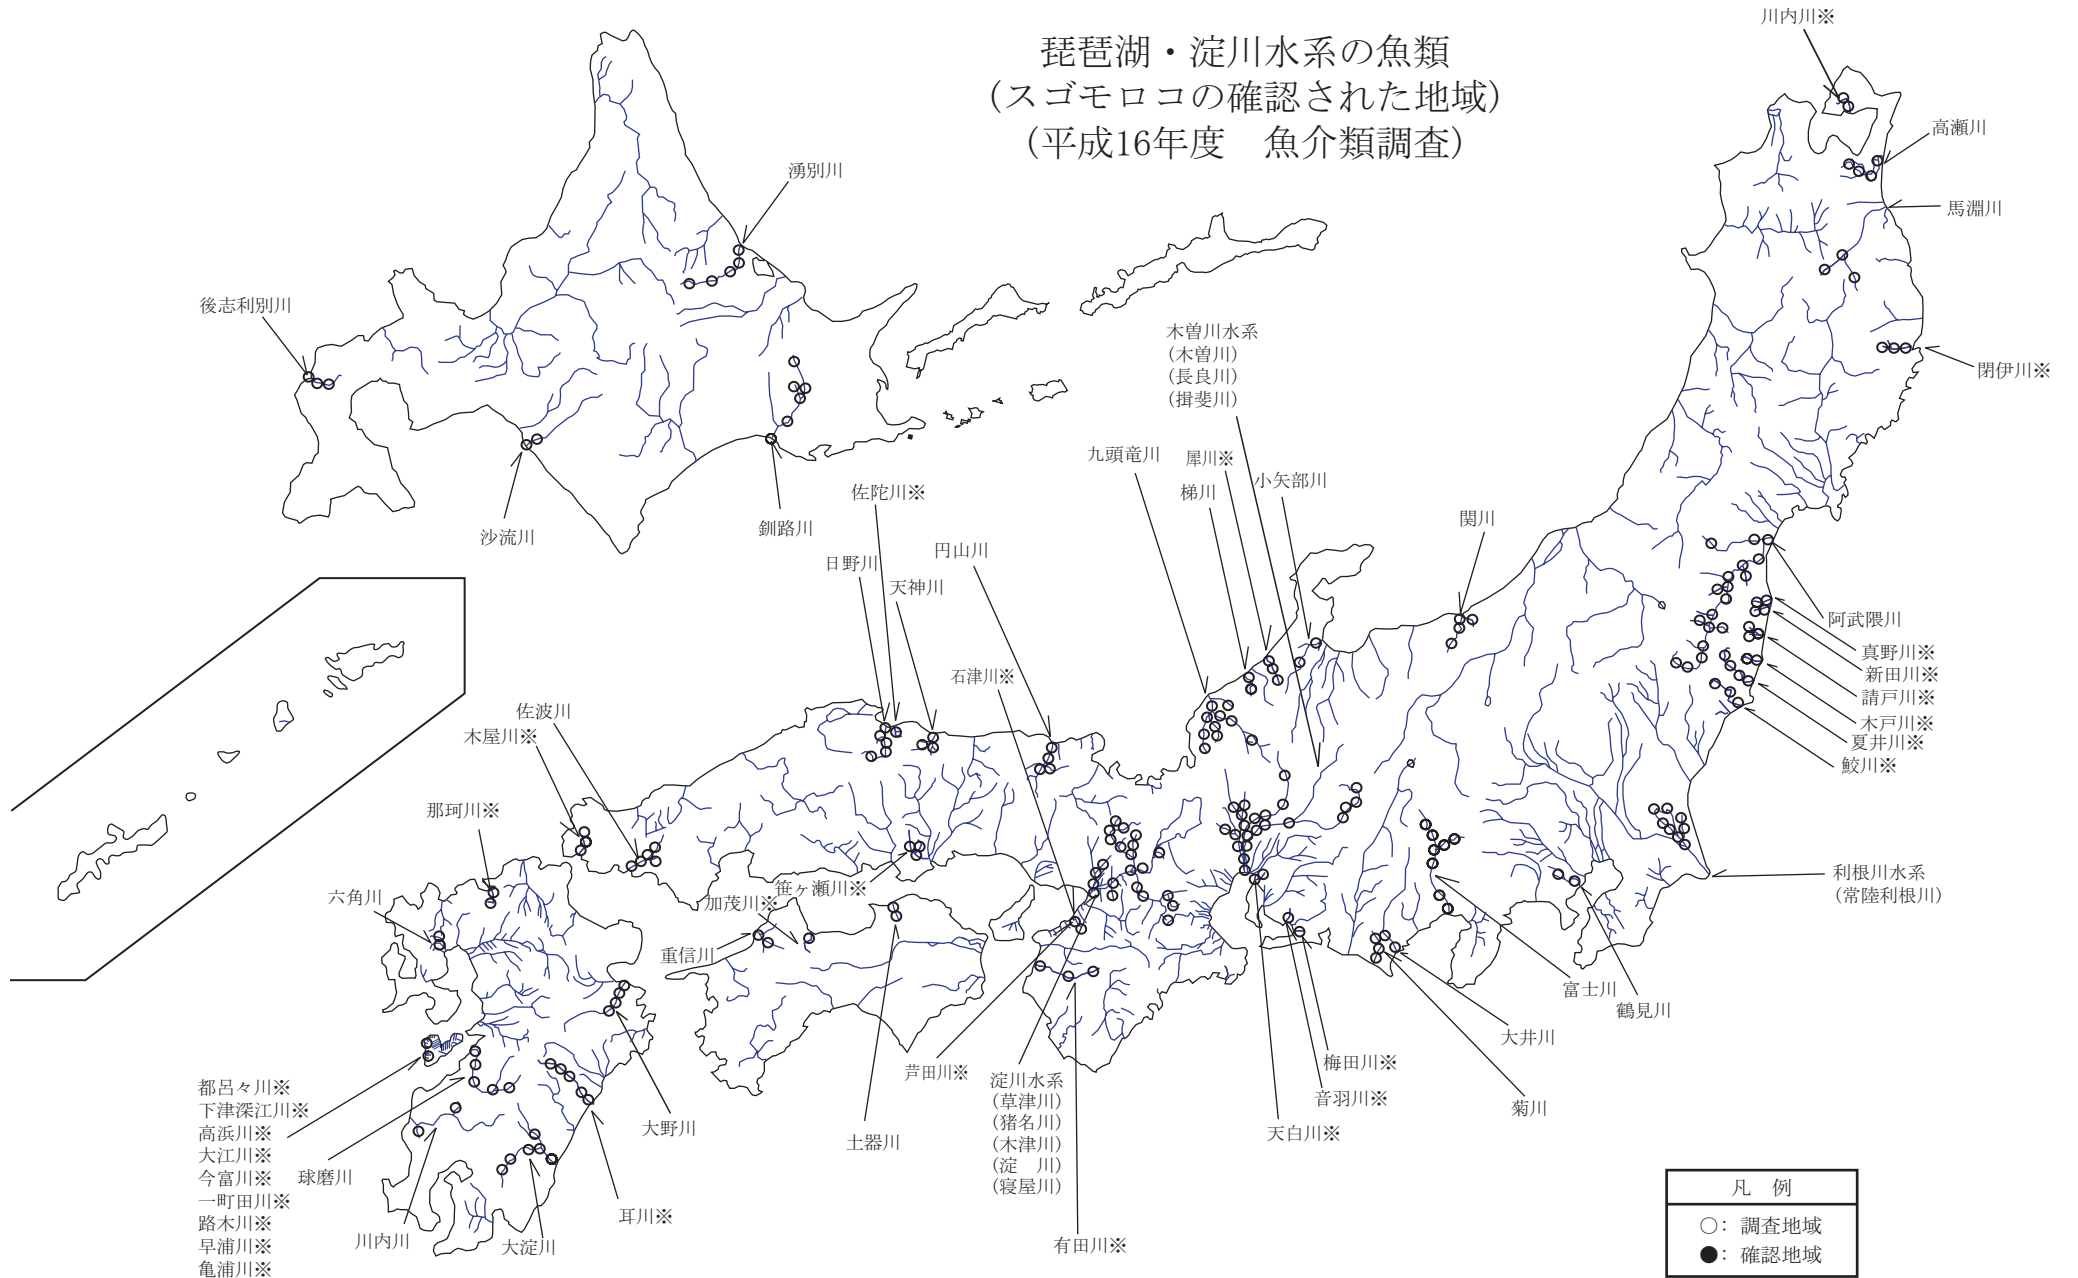 琵琶湖・淀川水系の魚類
（スゴモロコの確認された地域）
（平成16年度　魚介類調査）
川内川※
高瀬川
馬淵川
閉伊川※
湧別川
後志利別川
沙流川
釧路川
木曽川水系
（木曽川）
（長良川）
（揖斐川）
九頭竜川
犀川※
梯川
小矢部川
関川
佐陀川※
日野川
天神川
円山川
石津川※
佐波川
木屋川※
那珂川※
六角川
笹ヶ瀬川※
加茂川※
重信川
阿武隈川
真野川※
新田川※
請戸川※
木戸川※
夏井川※
鮫川※
利根川水系
（常陸利根川）
富士川
鶴見川
大井川
菊川
梅田川※
音羽川※
天白川※
芦田川※
淀川水系
（草津川）
（猪名川）
（木津川）
（淀　川）
（寝屋川）
有田川※
土器川
大野川
耳川※
大淀川
川内川
球磨川
都呂々川※
下津深江川※
高浜川※
大江川※
今富川※
一町田川※
路木川※
早浦川※
亀浦川※
凡　例
○：調査地域
●：確認地域